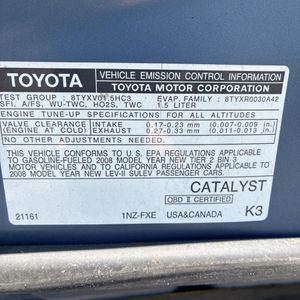 TOYOTA
VEHICLE EMISSION CONTROL INFORMATION
TOYOTA MOTOR CORPORATION
TEST GROUP : 8TYXV01.5HC3 EVAP. FAMILY : 8TYXR0030A42
SFI, A/FS, WU-TWC, HO2S, TWC 1.5 LITER
ENGINE TUNE-UP SPECIFICATIONS FOR ALL ALTITUDES
VALVE CLEARANCE INTAKE 0.17-0.23 mm (0.007-0.009 in.)
(ENGINE AT COLD) EXHAUST 0.27-0.33 mm (0.011-0.013 in.)
NO OTHER ADJUSTMENTS NEEDED.
THIS VEHICLE CONFORMS TO U.S. EPA REGULATIONS APPLICABLE
TO GASOLINE-FUELED 2008 MODEL YEAR NEW TIER 2 BIN 3
MOTOR VEHICLES AND TO CALIFORNIA REGULATIONS APPLICABLE TO
2008 MODEL YEAR NEW LEV-II SULEV PASSENGER CARS.
CATALYST
OBD II CERTIFIED
21161 1NZ-FXE USA&CANADA K3